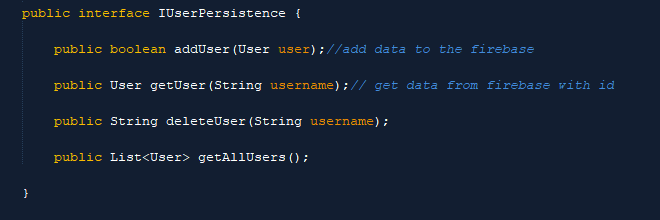 public interface IUserPersistence {
public boolean addUser(User user);//add data to the firebase
public User getUser(String username);// get data from firebase with id
public String deleteUser(String username);
public List<User> getAllUsers();
}